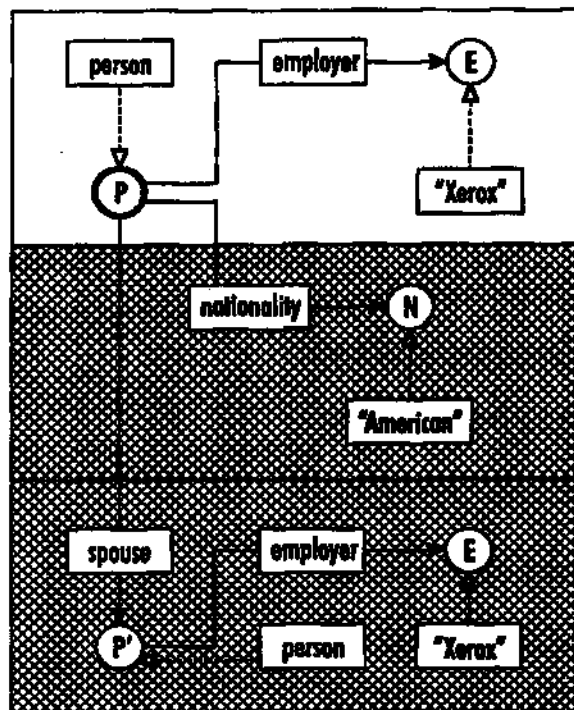 person
employer
E
P
"Xerox"
nationality
N
"American"
spouse
employer
E
P'
person
"Xerox"